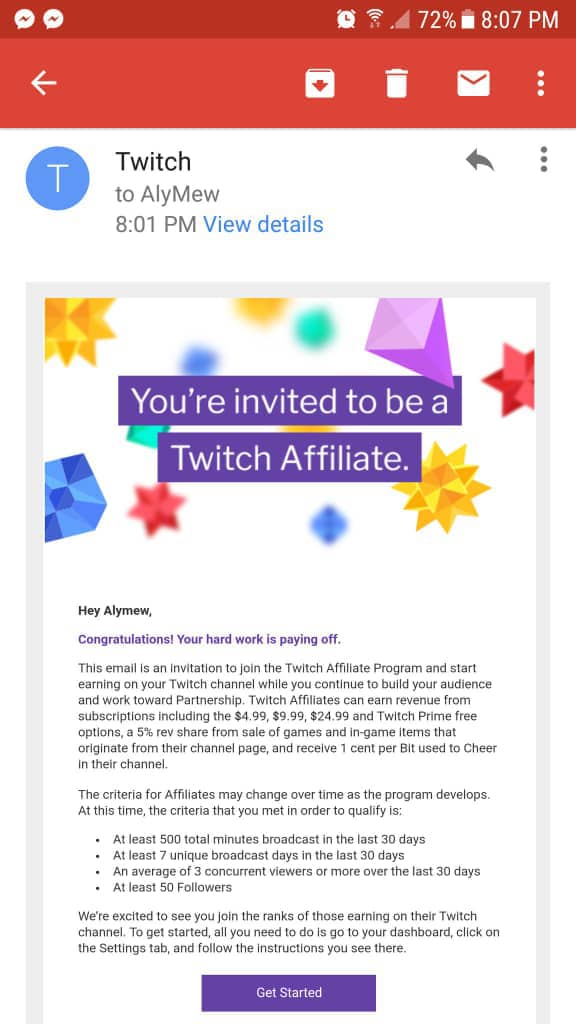 72% 8:07 PM
T
Twitch
to AlyMew
8:01 PM View details
You're invited to be a
Twitch Affiliate.
Hey Alymew,
Congratulations! Your hard work is paying off.
This email is an invitation to join the Twitch Affiliate Program and start
earning on your Twitch channel while you continue to build your audience
and work toward Partnership. Twitch Affiliates can earn revenue from
subscriptions including the $4.99, $9.99, $24.99 and Twitch Prime free
options, a 5% rev share from sale of games and in-game items that
originate from their channel page, and receive 1 cent per Bit used to Cheer
in their channel.
The criteria for Affiliates may change over time as the program develops.
At this time, the criteria that you met in order to qualify is:
• At least 500 total minutes broadcast in the last 30 days
• At least 7 unique broadcast days in the last 30 days
• An average of 3 concurrent viewers or more over the last 30 days
• At least 50 Followers
We're excited to see you join the ranks of those earning on their Twitch
channel. To get started, all you need to do is go to your dashboard, click on
the Settings tab, and follow the instructions you see there.
Get Started